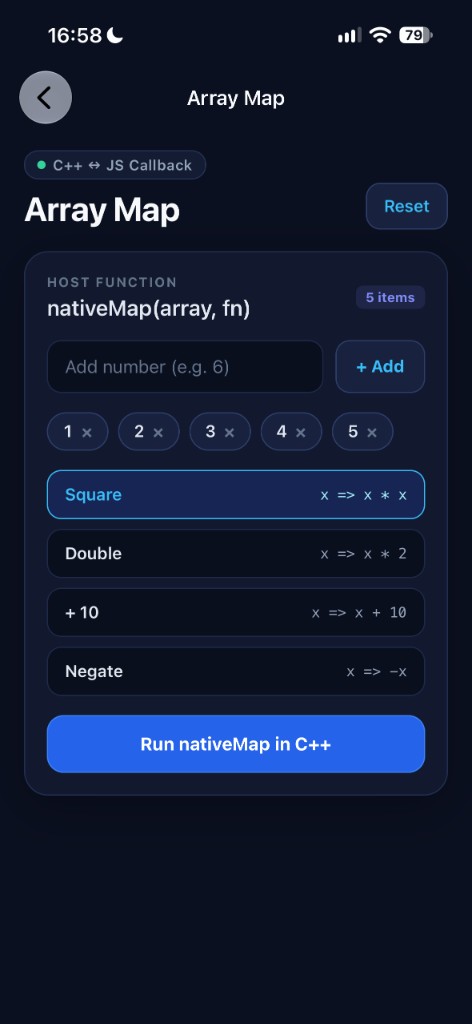 16:58
79
Array Map
C++ ↔ JS Callback
Array Map
Reset
HOST FUNCTION
nativeMap(array, fn)
5 items
Add number (e.g. 6)
+ Add
1 × 2 × 3 × 4 × 5 ×
Square x => x * x
Double x => x * 2
+ 10 x => x + 10
Negate x => −x
Run nativeMap in C++